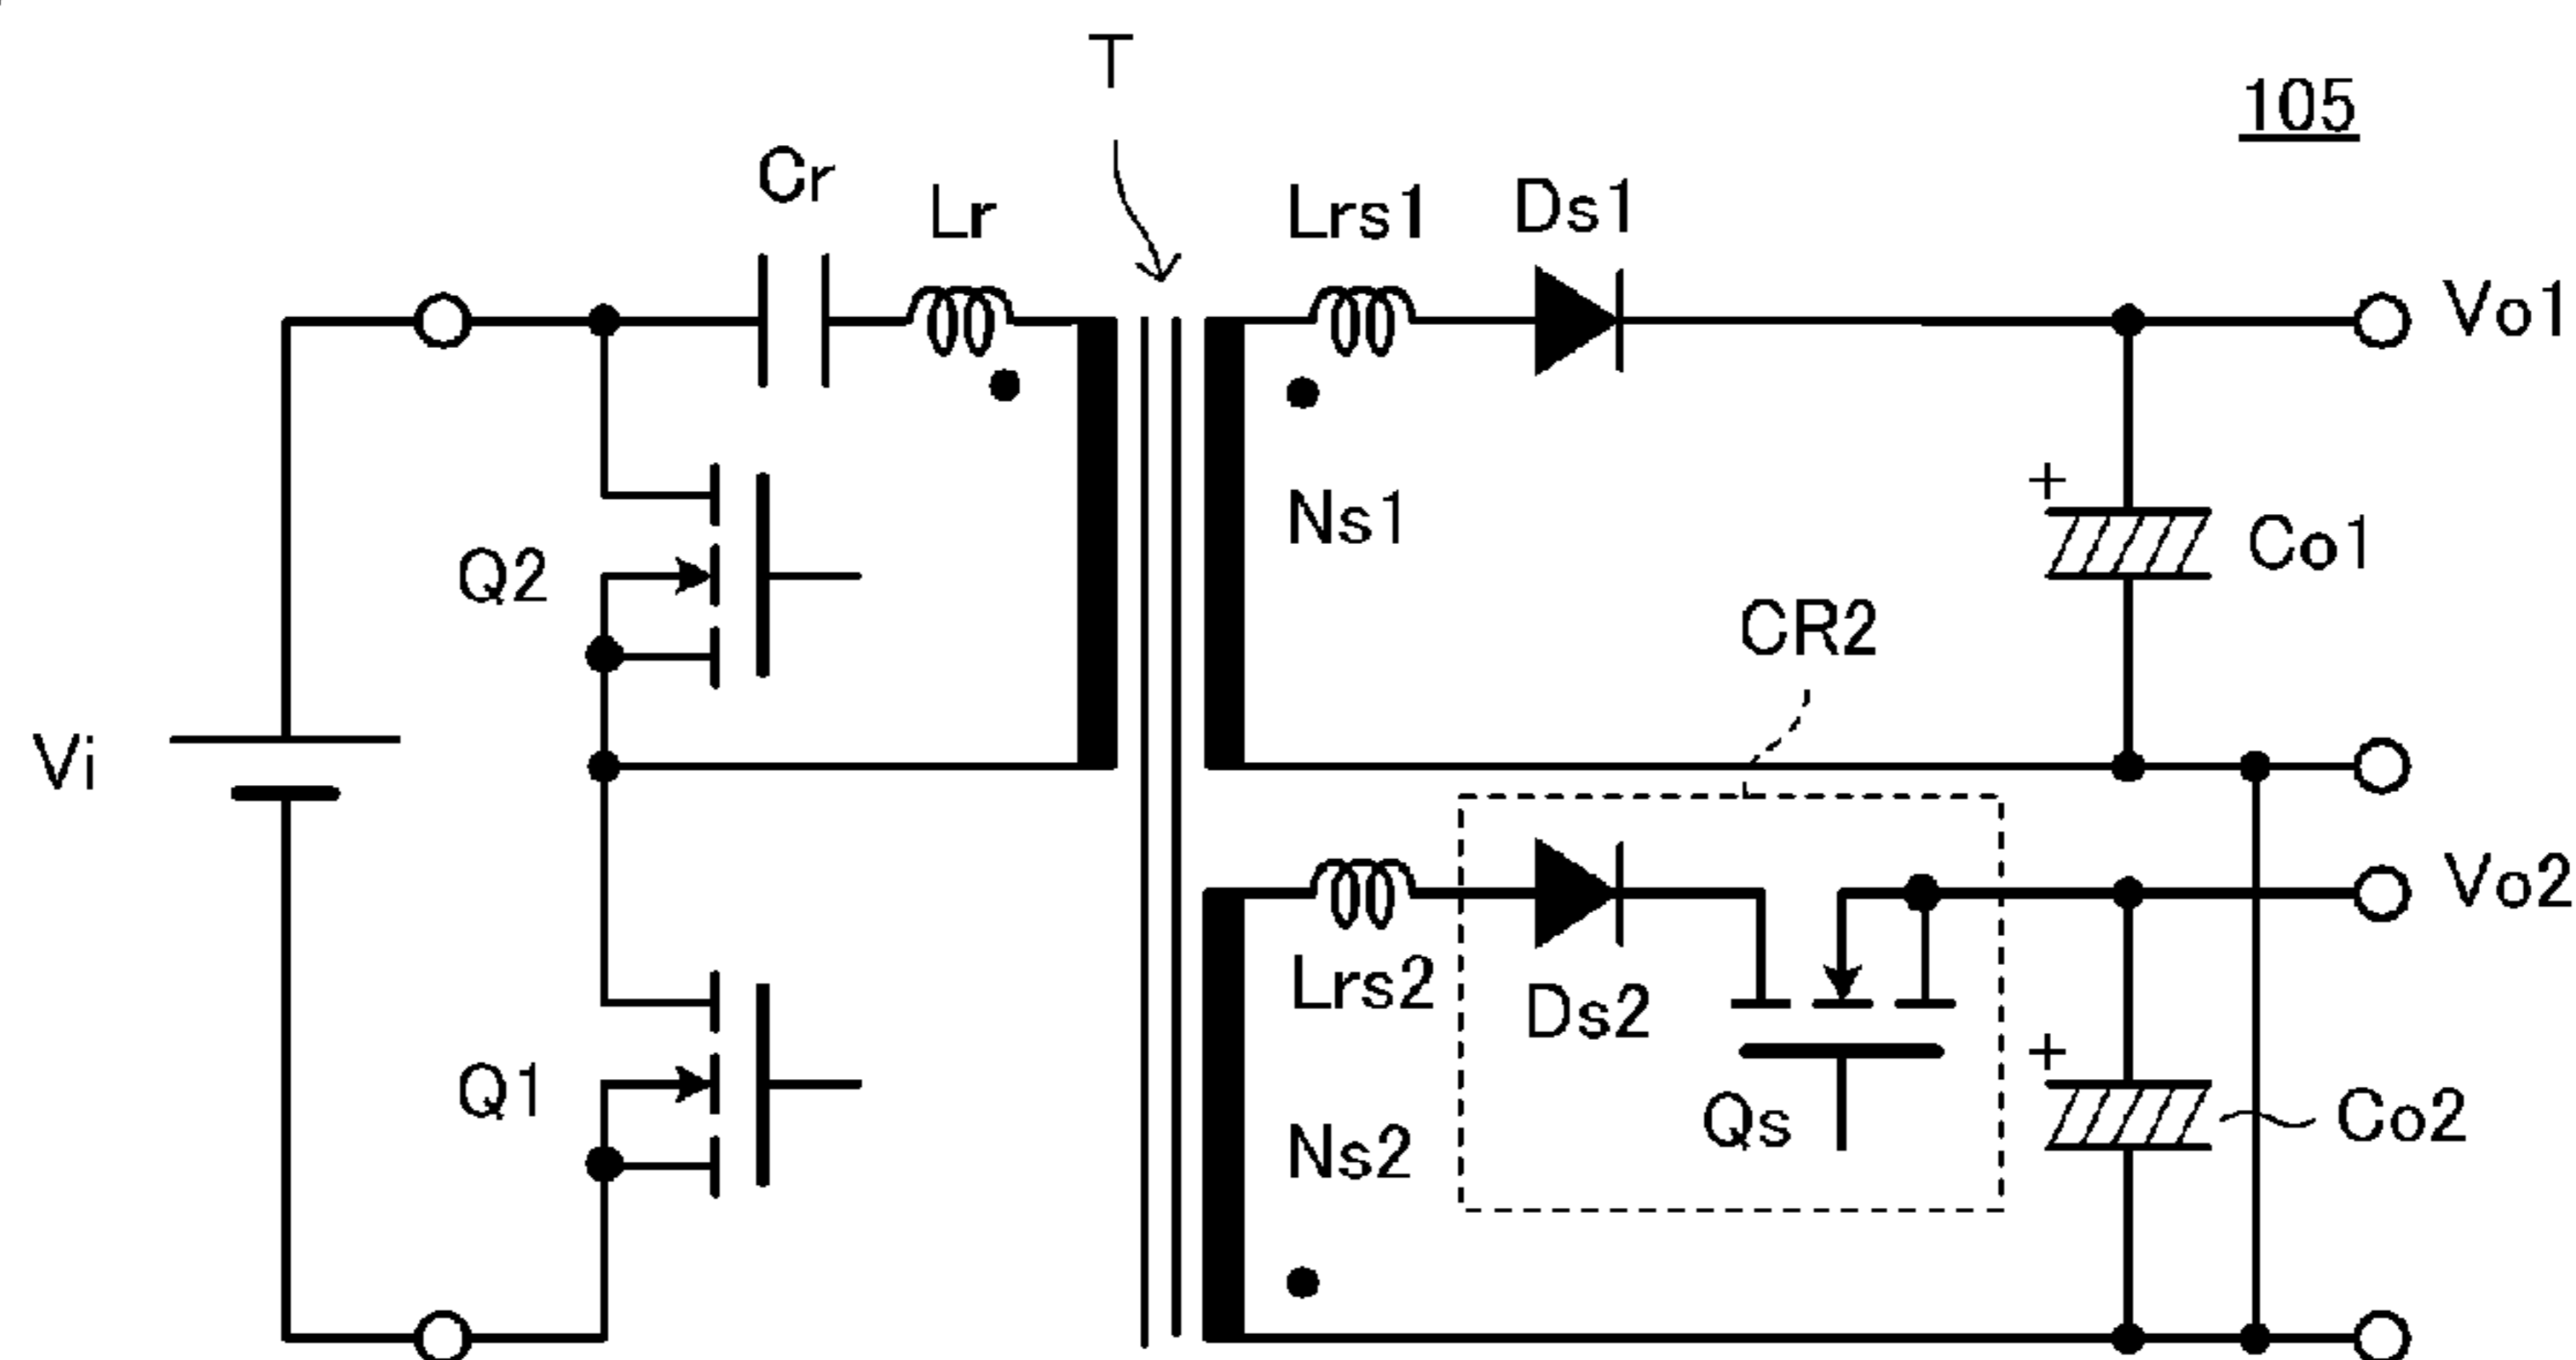 T
105
Cr
Lr
Lrs1
Ds1
Vo1
+
Ns1
Co1
Q2
CR2
Vi
Vo2
Lrs2
Ds2
+
Q1
Qs
Co2
Ns2